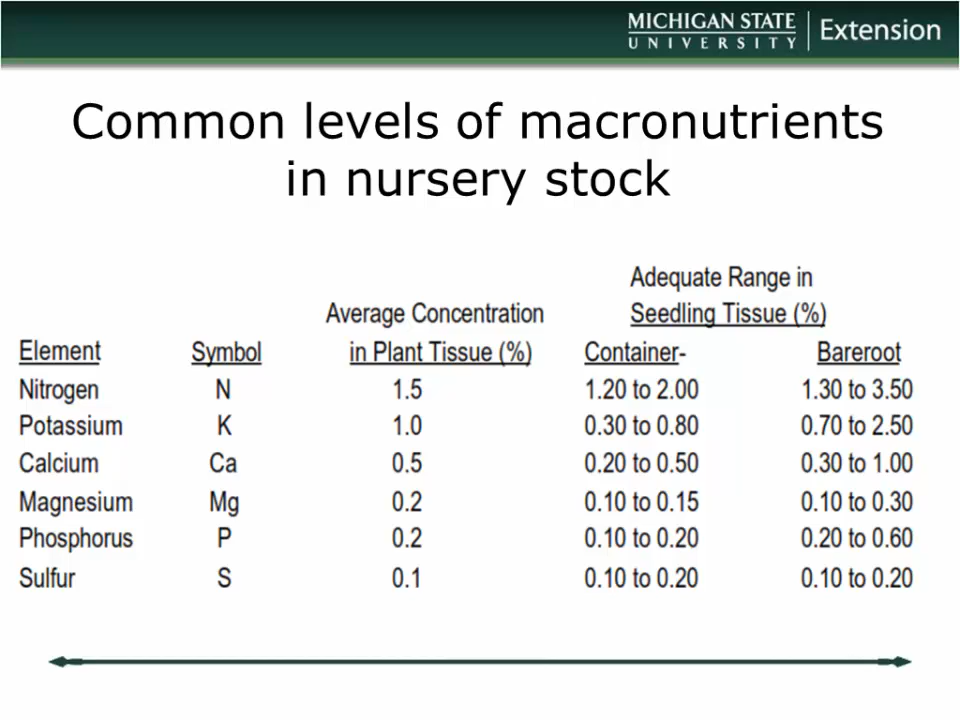 MICHIGAN STATE
UNIVERSITY
Extension
Common levels of macronutrients
in nursery stock
Adequate Range in
Average Concentration Seedling Tissue (%)
Element Symbol in Plant Tissue (%) Container- Bareroot
Nitrogen N 1.5 1.20 to 2.00 1.30 to 3.50
Potassium K 1.0 0.30 to 0.80 0.70 to 2.50
Calcium Ca 0.5 0.20 to 0.50 0.30 to 1.00
Magnesium Mg 0.2 0.10 to 0.15 0.10 to 0.30
Phosphorus P 0.2 0.10 to 0.20 0.20 to 0.60
Sulfur S 0.1 0.10 to 0.20 0.10 to 0.20